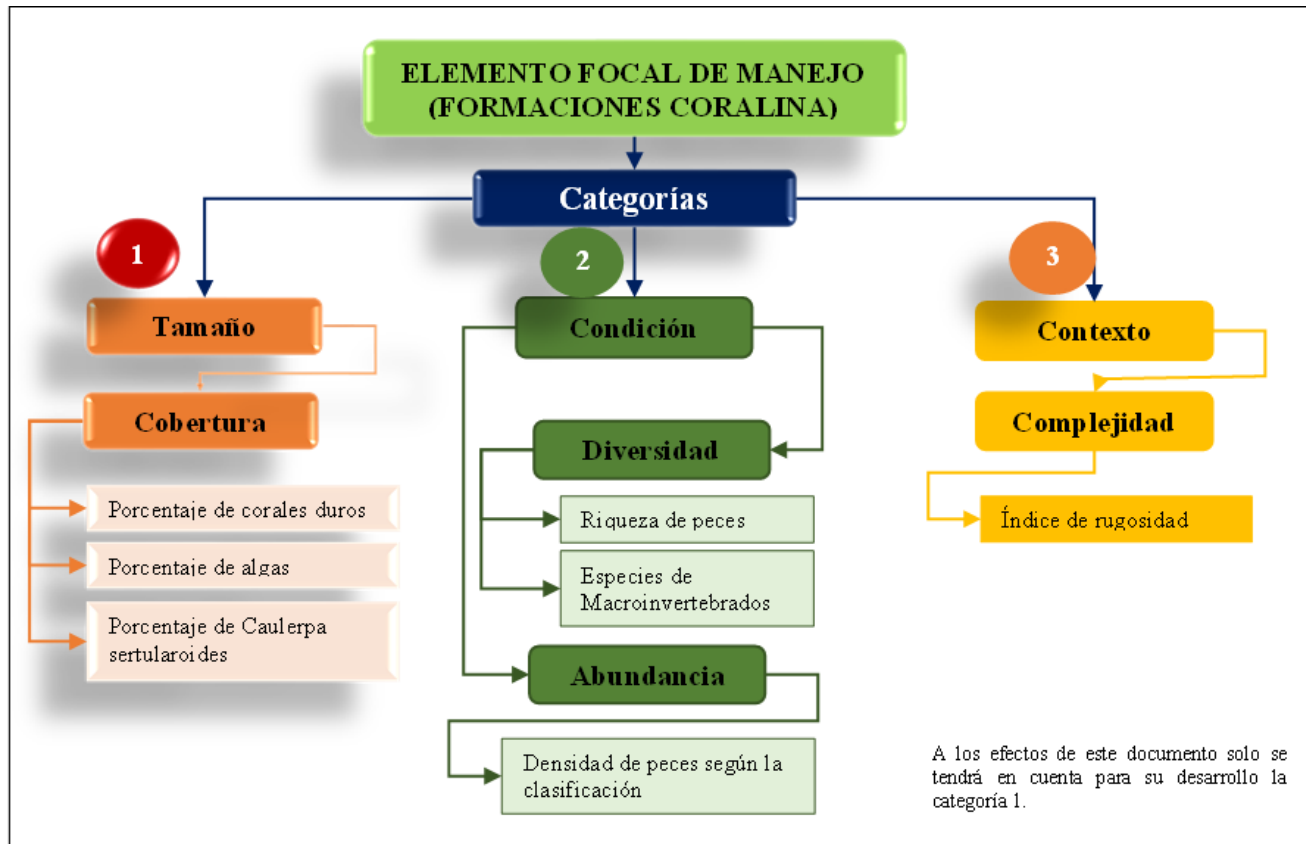 ELEMENTO FOCAL DE MANEJO
(FORMACIONES CORALINA)
Categorías
1
2
3
Tamaño
Cobertura
Porcentaje de corales duros
Porcentaje de algas
Porcentaje de Caulerpa
sertularoides
Condición
Diversidad
Riqueza de peces
Especies de
Macroinvertebrados
Abundancia
Densidad de peces según la
clasificación
Contexto
Complejidad
Índice de rugosidad
A los efectos de este documento solo se
tendrá en cuenta para su desarrollo la
categoría 1.